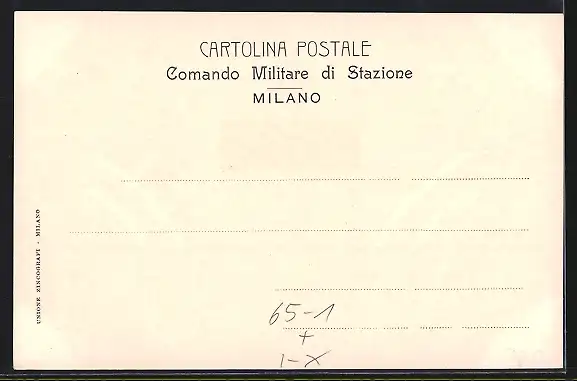 CARTOLINA POSTALE
Comando Militare di Stazione
MILANO
UNIONE ZINCOGRAFI - MILANO
65-1
+
1-X